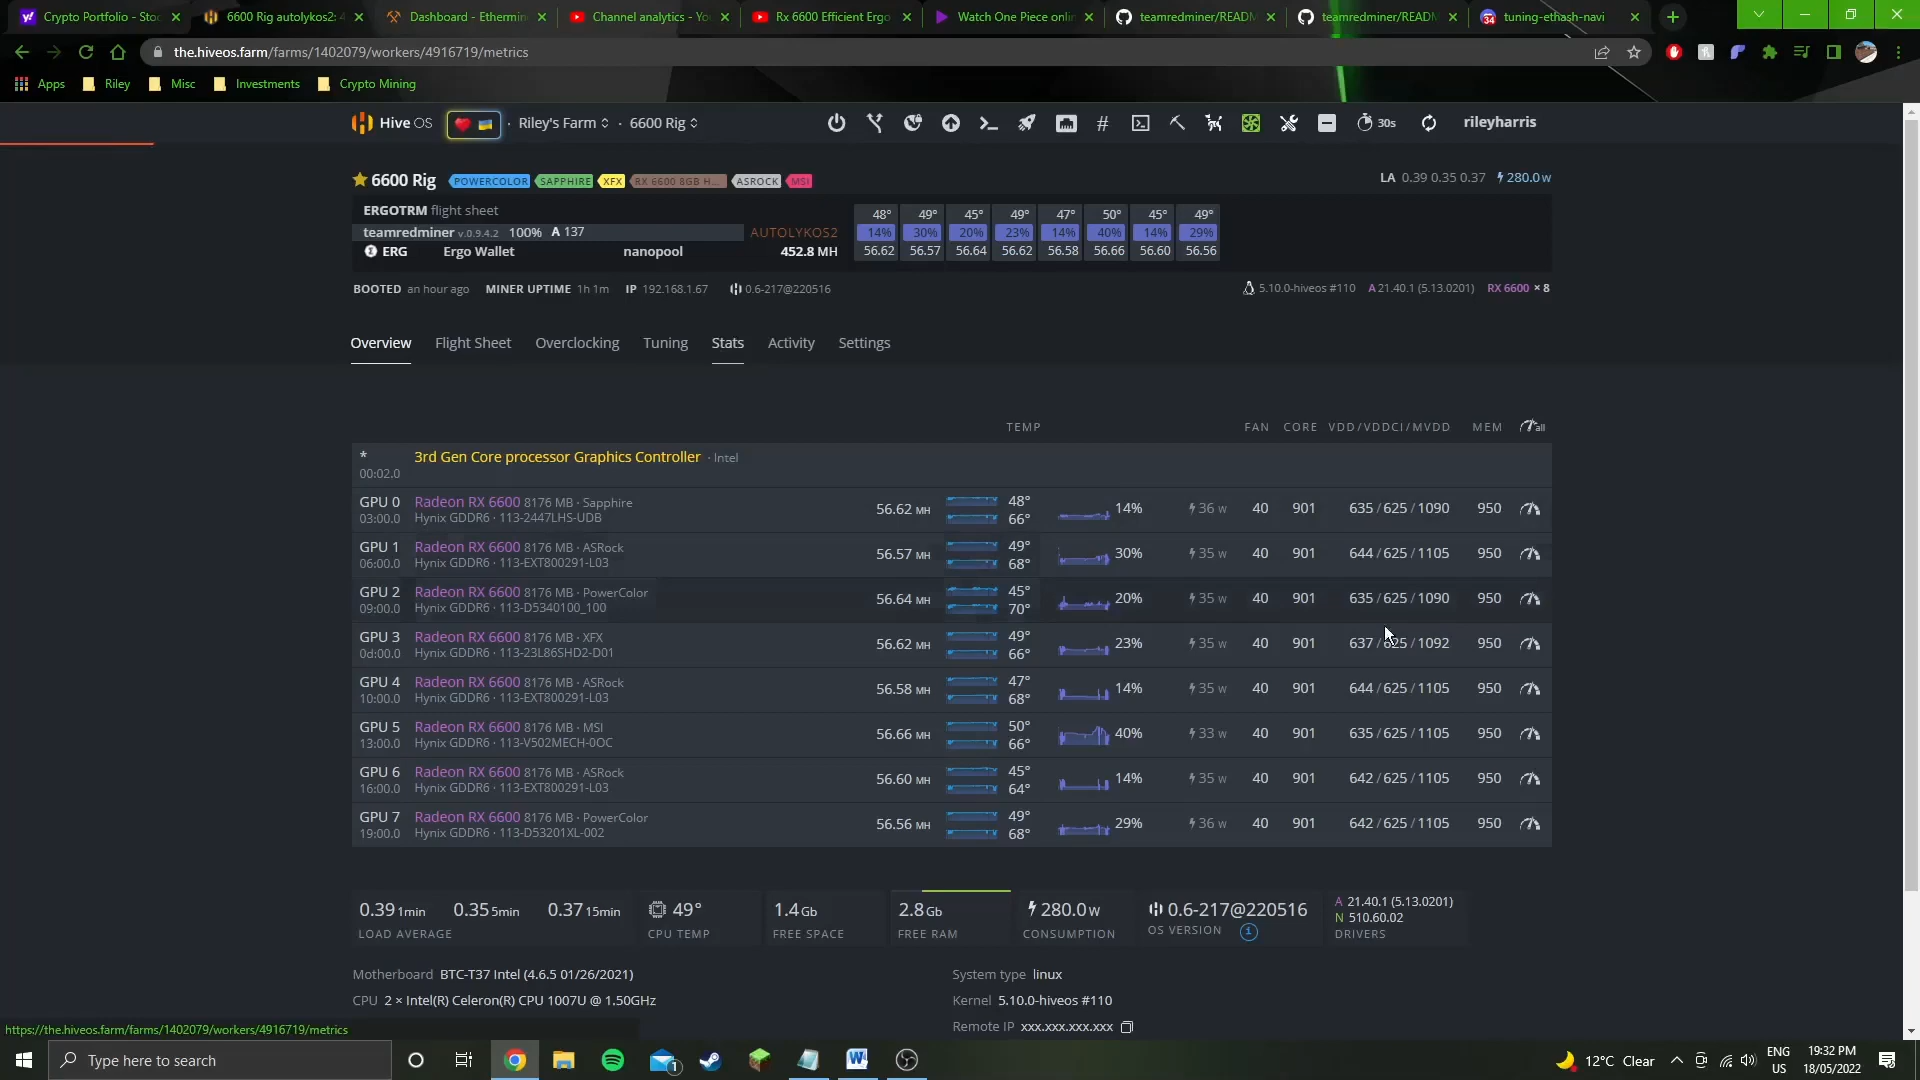 Crypto Portfolio - Stoc
6600 Rig autolykos2: 4
Dashboard - Ethermin
Channel analytics - Yo
Rx 6600 Efficient Ergo
Watch One Piece onlin
teamredminer/READM
teamredminer/READM
tuning-ethash-navi
the.hiveos.farm/farms/1402079/workers/4916719/metrics
Apps Riley Misc Investments Crypto Mining
Hive OS · Riley's Farm · 6600 Rig 30s rileyharris
6600 Rig POWERCOLOR SAPPHIRE XFX RX 6600 8GB H... ASROCK MSI LA 0.39 0.35 0.37 280.0 w
ERGOTRM flight sheet 48° 49° 45° 49° 47° 50° 45° 49°
teamredminer v.0.9.4.2 100% A 137 AUTOLYKOS2 14% 30% 20% 23% 14% 40% 14% 29%
ERG Ergo Wallet nanopool 452.8 MH 56.62 56.57 56.64 56.62 56.58 56.66 56.60 56.56
BOOTED an hour ago MINER UPTIME 1h 1m IP 192.168.1.67 0.6-217@220516 5.10.0-hiveos #110 A 21.40.1 (5.13.0201) RX 6600 × 8
Overview Flight Sheet Overclocking Tuning Stats Activity Settings
TEMP FAN CORE VDD/VDDCI/MVDD MEM all
* 3rd Gen Core processor Graphics Controller · Intel
00:02.0
GPU 0 Radeon RX 6600 8176 MB · Sapphire 56.62 MH 48° 14% 36 w 40 901 635/625/1090 950
03:00.0 Hynix GDDR6 · 113-2447LHS-UDB 66°
GPU 1 Radeon RX 6600 8176 MB · ASRock 56.57 MH 49° 30% 35 w 40 901 644/625/1105 950
06:00.0 Hynix GDDR6 · 113-EXT800291-L03 68°
GPU 2 Radeon RX 6600 8176 MB · PowerColor 56.64 MH 45° 20% 35 w 40 901 635/625/1090 950
09:00.0 Hynix GDDR6 · 113-D5340100_100 70°
GPU 3 Radeon RX 6600 8176 MB · XFX 56.62 MH 49° 23% 35 w 40 901 637/625/1092 950
0d:00.0 Hynix GDDR6 · 113-23L86SHD2-D01 66°
GPU 4 Radeon RX 6600 8176 MB · ASRock 56.58 MH 47° 14% 35 w 40 901 644/625/1105 950
10:00.0 Hynix GDDR6 · 113-EXT800291-L03 68°
GPU 5 Radeon RX 6600 8176 MB · MSI 56.66 MH 50° 40% 33 w 40 901 635/625/1105 950
13:00.0 Hynix GDDR6 · 113-V502MECH-0OC 66°
GPU 6 Radeon RX 6600 8176 MB · ASRock 56.60 MH 45° 14% 35 w 40 901 642/625/1105 950
16:00.0 Hynix GDDR6 · 113-EXT800291-L03 64°
GPU 7 Radeon RX 6600 8176 MB · PowerColor 56.56 MH 49° 29% 36 w 40 901 642/625/1105 950
19:00.0 Hynix GDDR6 · 113-D53201XL-002 68°
0.39 1min 0.35 5min 0.37 15min 49° 1.4 Gb 2.8 Gb 280.0 w 0.6-217@220516 A 21.40.1 (5.13.0201)
N 510.60.02
LOAD AVERAGE CPU TEMP FREE SPACE FREE RAM CONSUMPTION OS VERSION DRIVERS
Motherboard BTC-T37 Intel (4.6.5 01/26/2021) System type linux
CPU 2 × Intel(R) Celeron(R) CPU 1007U @ 1.50GHz Kernel 5.10.0-hiveos #110
Remote IP xxx.xxx.xxx.xxx
https://the.hiveos.farm/farms/1402079/workers/4916719/metrics
Type here to search 1 12°C Clear ENG 19:32 PM
US 18/05/2022